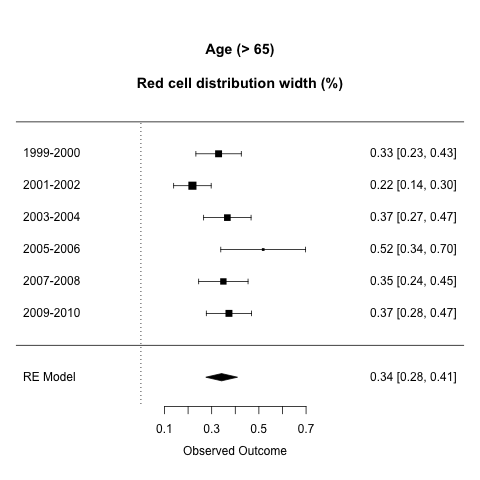 Age (> 65)
Red cell distribution width (%)
1999-2000 0.33 [0.23, 0.43]
2001-2002 0.22 [0.14, 0.30]
2003-2004 0.37 [0.27, 0.47]
2005-2006 0.52 [0.34, 0.70]
2007-2008 0.35 [0.24, 0.45]
2009-2010 0.37 [0.28, 0.47]
RE Model 0.34 [0.28, 0.41]
0.1 0.3 0.5 0.7
Observed Outcome